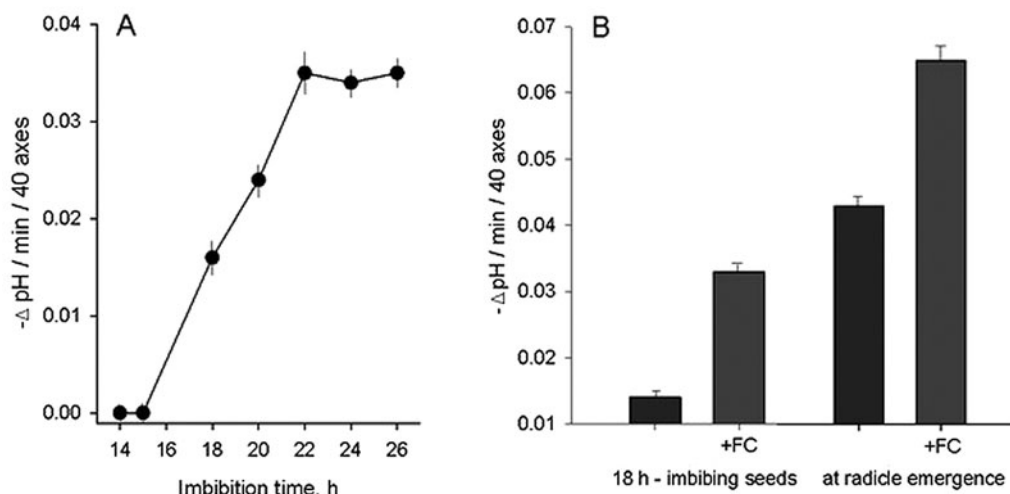 A
-Δ pH / min / 40 axes
0.04
0.03
0.02
0.01
0.00
14 16 18 20 22 24 26
Imbibition time, h
B
-Δ pH / min / 40 axes
0.07
0.06
0.05
0.04
0.03
0.02
0.01
+FC +FC
18 h - imbibing seeds at radicle emergence